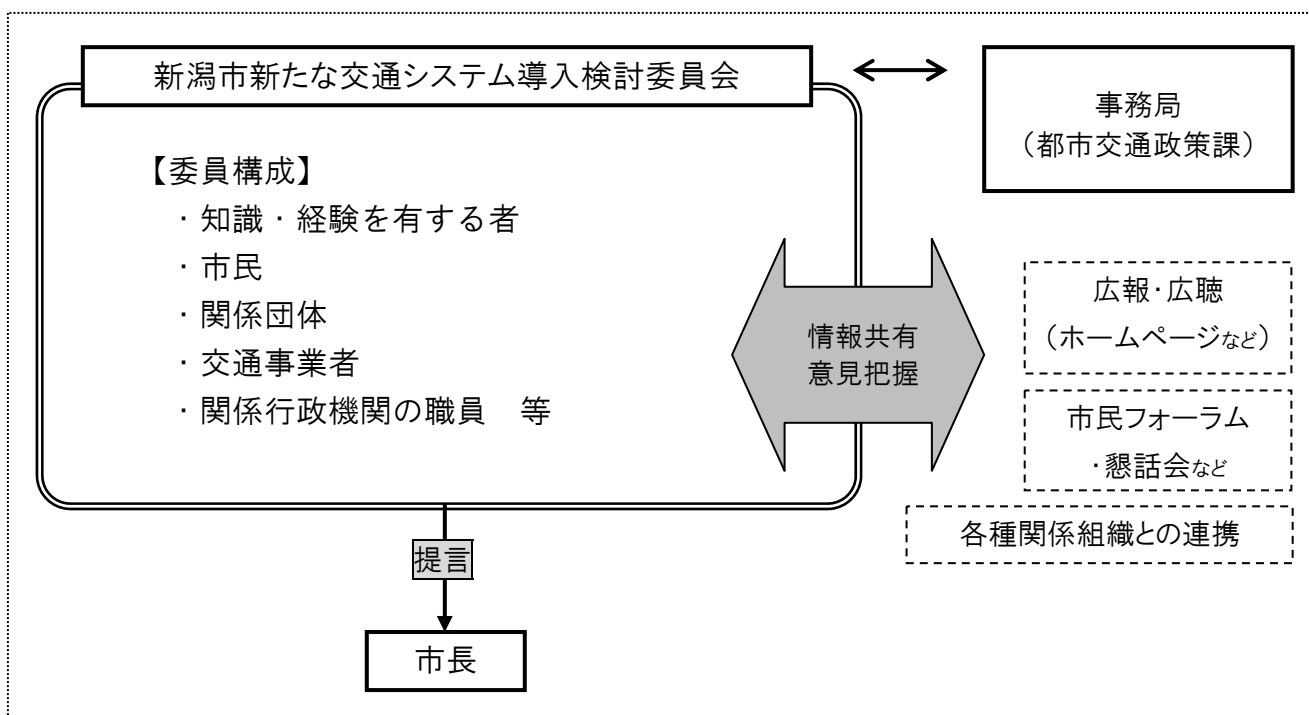 新潟市新たな交通システム導入検討委員会
事務局
（都市交通政策課）
【委員構成】
・知識・経験を有する者
・市民
・関係団体
・交通事業者
・関係行政機関の職員　等
情報共有
意見把握
広報・広聴
（ホームページなど）
市民フォーラム
・懇話会など
各種関係組織との連携
提言
市長